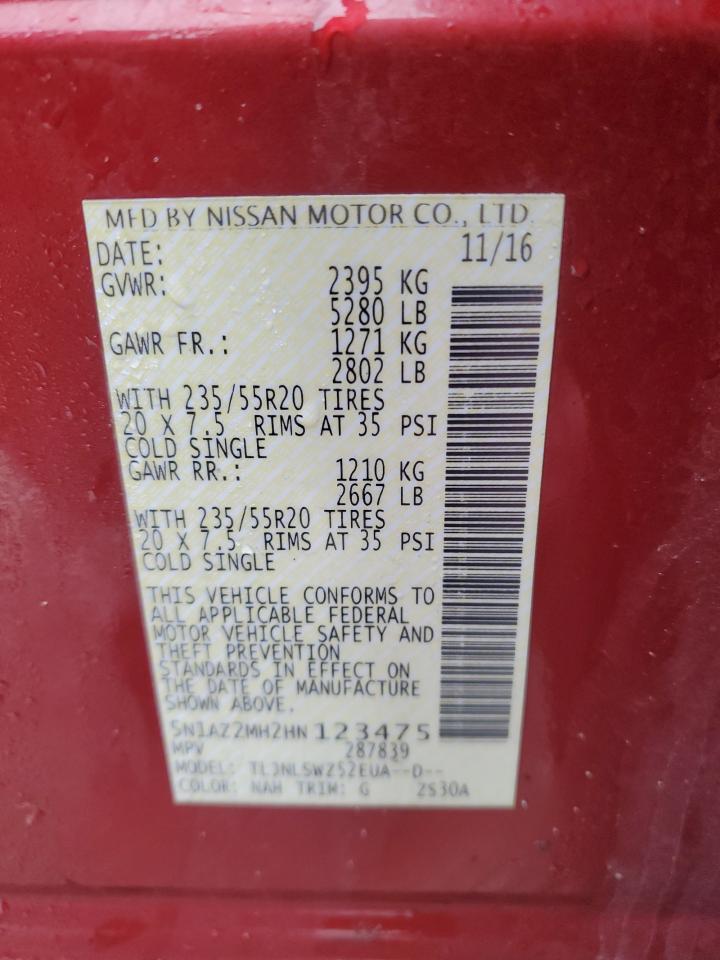 MFD BY NISSAN MOTOR CO., LTD.
DATE: 11/16
GVWR: 2395 KG
5280 LB
GAWR FR.: 1271 KG
2802 LB
WITH 235/55R20 TIRES
20 X 7.5 RIMS AT 35 PSI
COLD SINGLE
GAWR RR.: 1210 KG
2667 LB
WITH 235/55R20 TIRES
20 X 7.5 RIMS AT 35 PSI
COLD SINGLE
THIS VEHICLE CONFORMS TO
ALL APPLICABLE FEDERAL
MOTOR VEHICLE SAFETY AND
THEFT PREVENTION
STANDARDS IN EFFECT ON
THE DATE OF MANUFACTURE
SHOWN ABOVE.
5N1AZ2MH2HN123475
MPV 287839
MODEL: TLJNLSWZ52EUA--D--
COLOR: NAH TRIM: G ZS30A